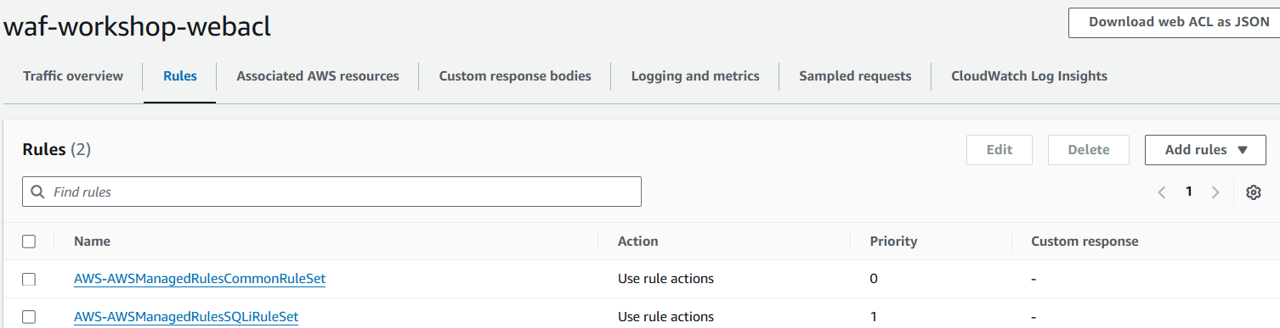 waf-workshop-webacl
Download web ACL as JSON
Traffic overview Rules Associated AWS resources Custom response bodies Logging and metrics Sampled requests CloudWatch Log Insights
Rules (2)
Edit Delete Add rules
Find rules
1
Name Action Priority Custom response
AWS-AWSManagedRulesCommonRuleSet Use rule actions 0 -
AWS-AWSManagedRulesSQLiRuleSet Use rule actions 1 -